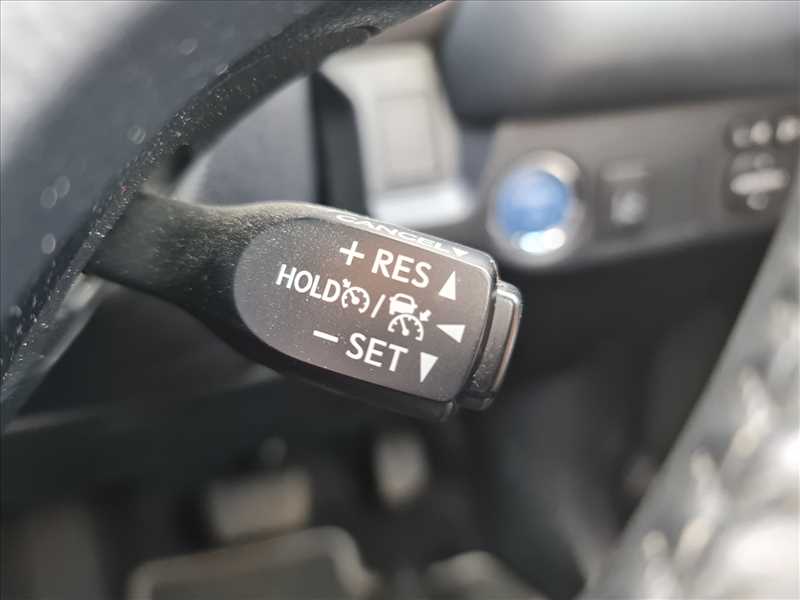 CANCEL
+ RES
HOLD /
− SET